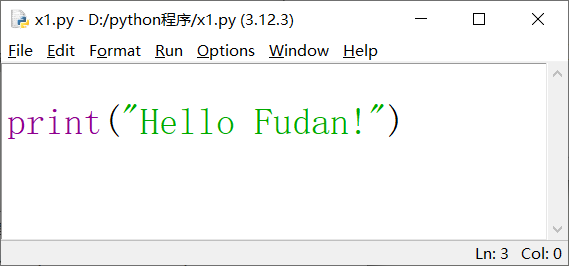 x1.py - D:/python程序/x1.py (3.12.3)
File Edit Format Run Options Window Help
print("Hello Fudan!")
Ln: 3 Col: 0